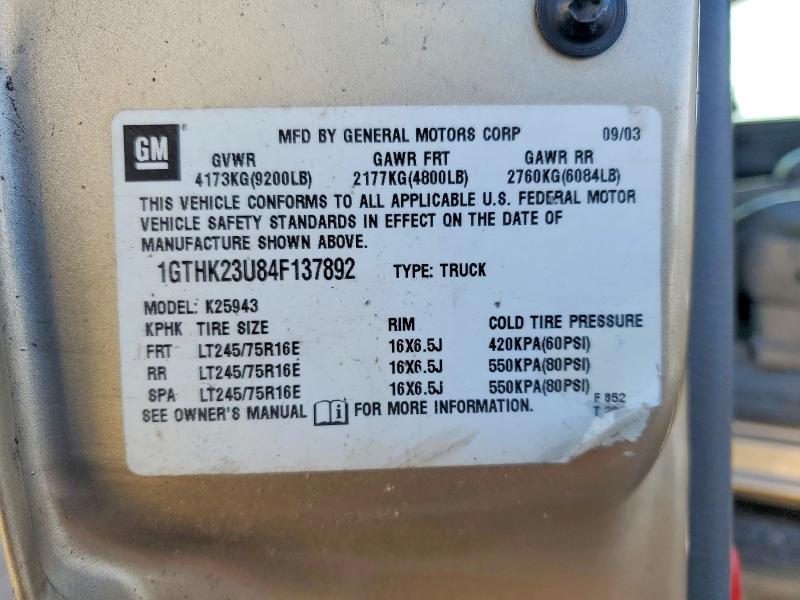 GM
MFD BY GENERAL MOTORS CORP 09/03
GVWR GAWR FRT GAWR RR
4173KG(9200LB) 2177KG(4800LB) 2760KG(6084LB)
THIS VEHICLE CONFORMS TO ALL APPLICABLE U.S. FEDERAL MOTOR
VEHICLE SAFETY STANDARDS IN EFFECT ON THE DATE OF
MANUFACTURE SHOWN ABOVE.
1GTHK23U84F137892 TYPE: TRUCK
MODEL: K25943
KPHK TIRE SIZE RIM COLD TIRE PRESSURE
FRT LT245/75R16E 16X6.5J 420KPA(60PSI)
RR LT245/75R16E 16X6.5J 550KPA(80PSI)
SPA LT245/75R16E 16X6.5J 550KPA(80PSI)
SEE OWNER'S MANUAL i FOR MORE INFORMATION.
F 852
T